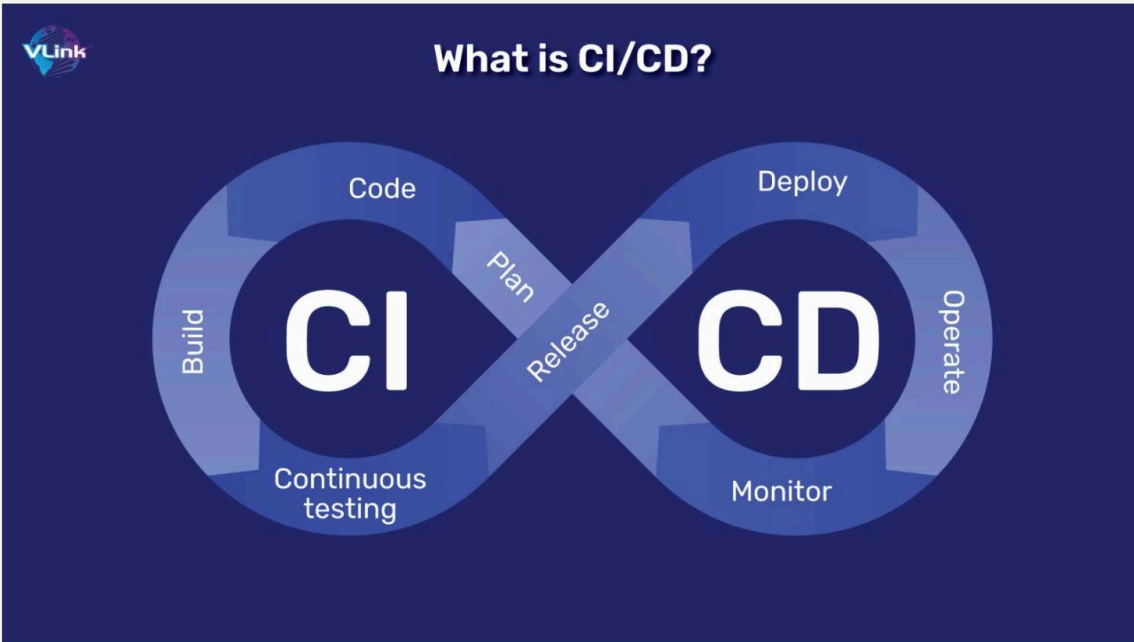 VLink
What is CI/CD?
Code
Plan
Build
CI
Continuous
testing
Release
Deploy
Operate
CD
Monitor